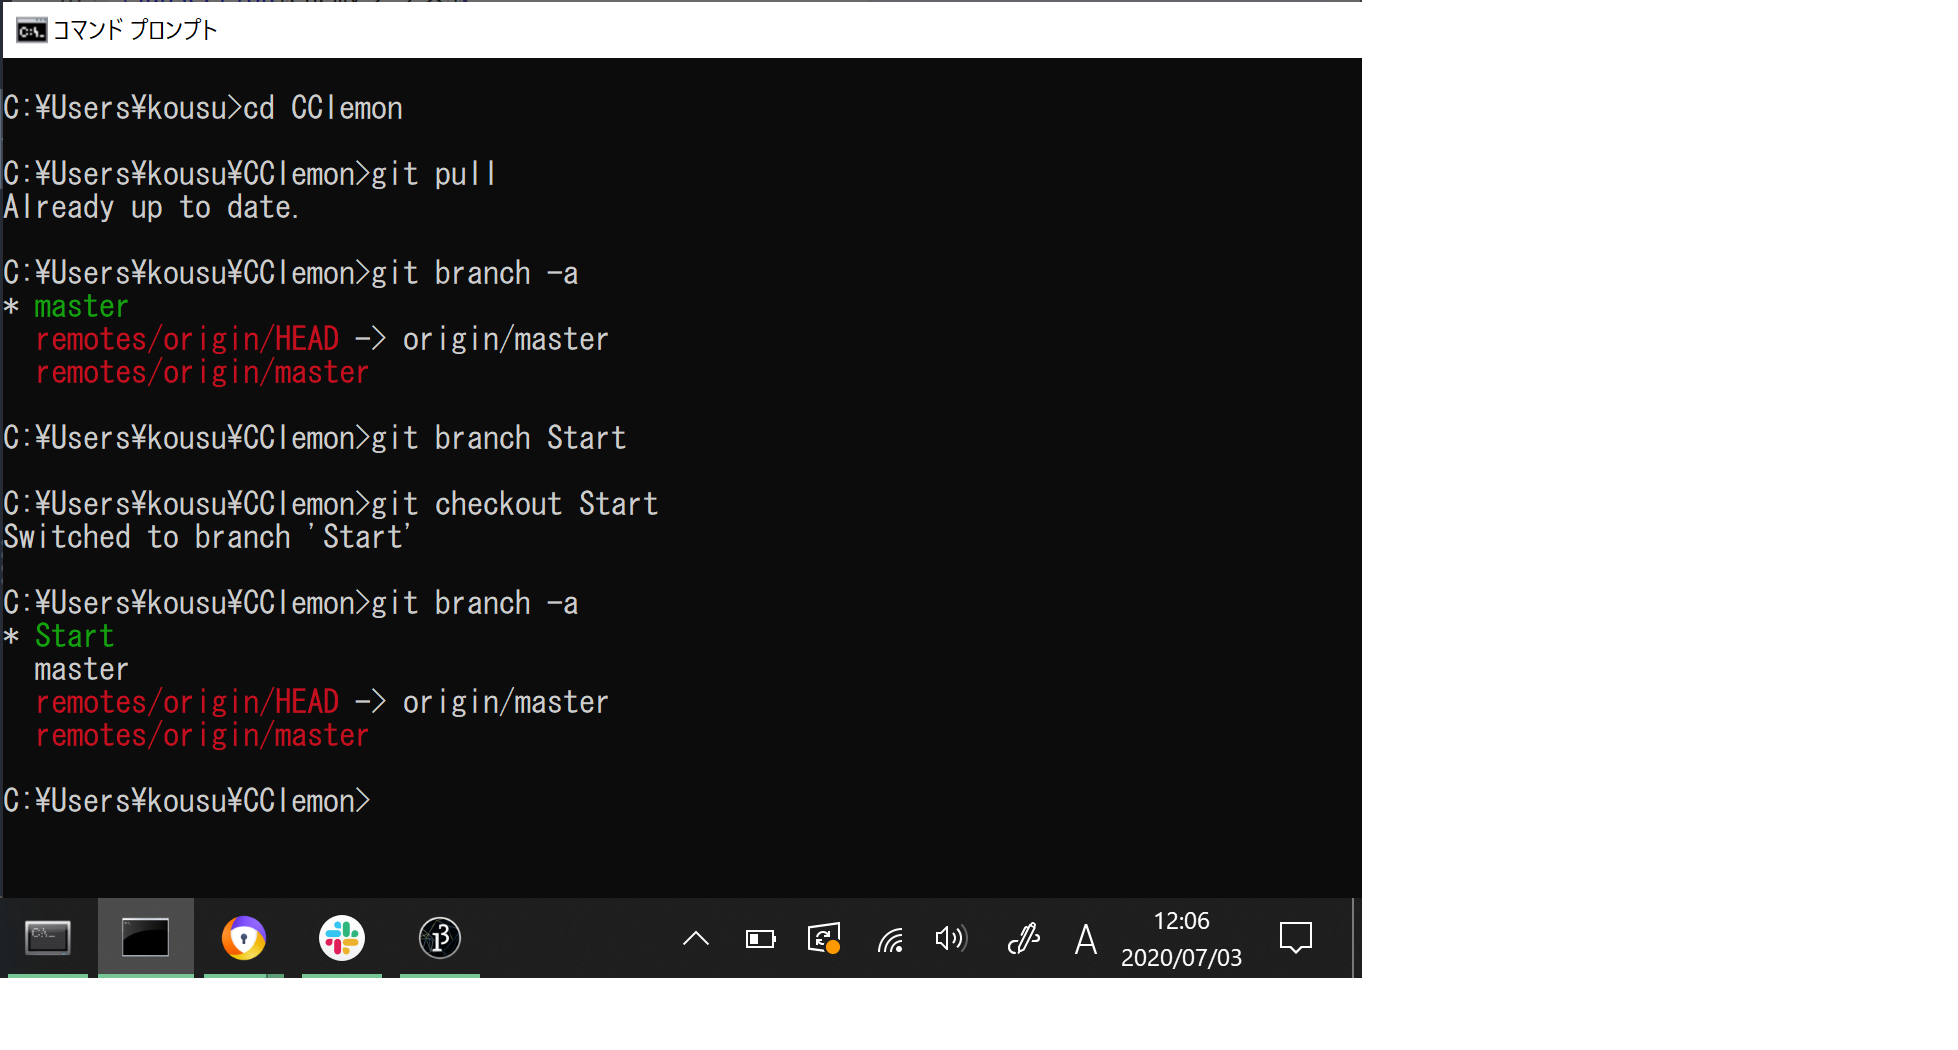 コマンド プロンプト
C:¥Users¥kousu>cd CClemon
C:¥Users¥kousu¥CClemon>git pull
Already up to date.
C:¥Users¥kousu¥CClemon>git branch -a
* master
remotes/origin/HEAD -> origin/master
remotes/origin/master
C:¥Users¥kousu¥CClemon>git branch Start
C:¥Users¥kousu¥CClemon>git checkout Start
Switched to branch 'Start'
C:¥Users¥kousu¥CClemon>git branch -a
* Start
master
remotes/origin/HEAD -> origin/master
remotes/origin/master
C:¥Users¥kousu¥CClemon>
A
12:06
2020/07/03